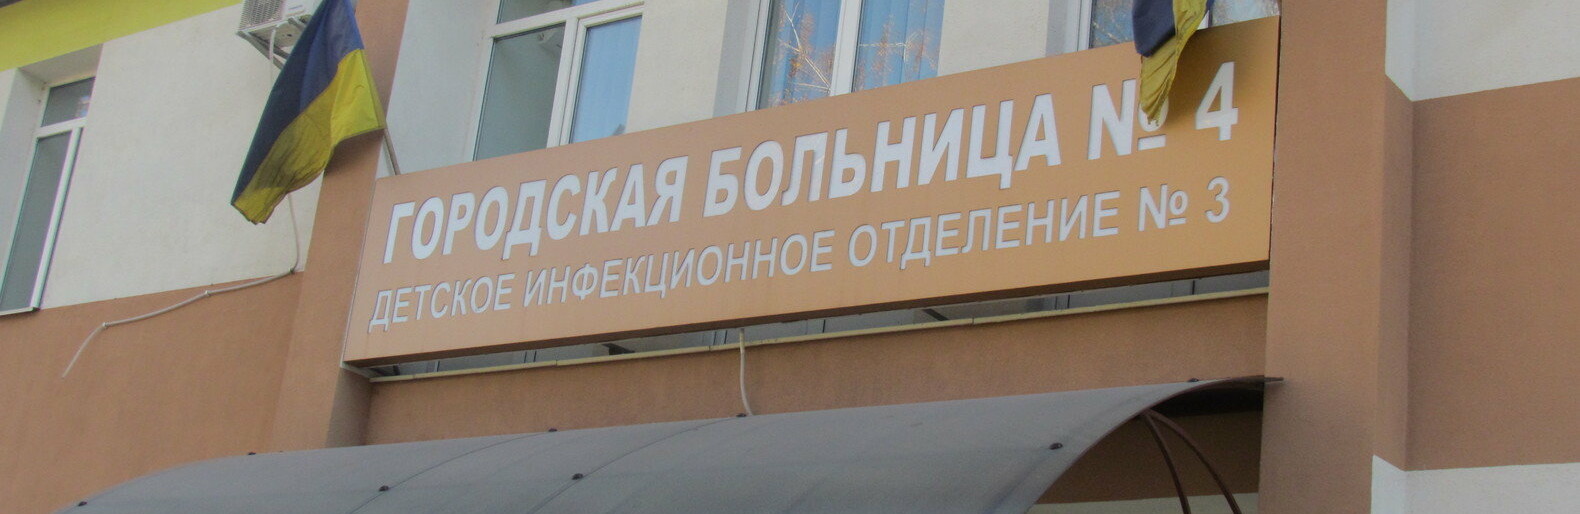 ГОРОДСКАЯ БОЛЬНИЦА № 4
ДЕТСКОЕ ИНФЕКЦИОННОЕ ОТДЕЛЕНИЕ № 3